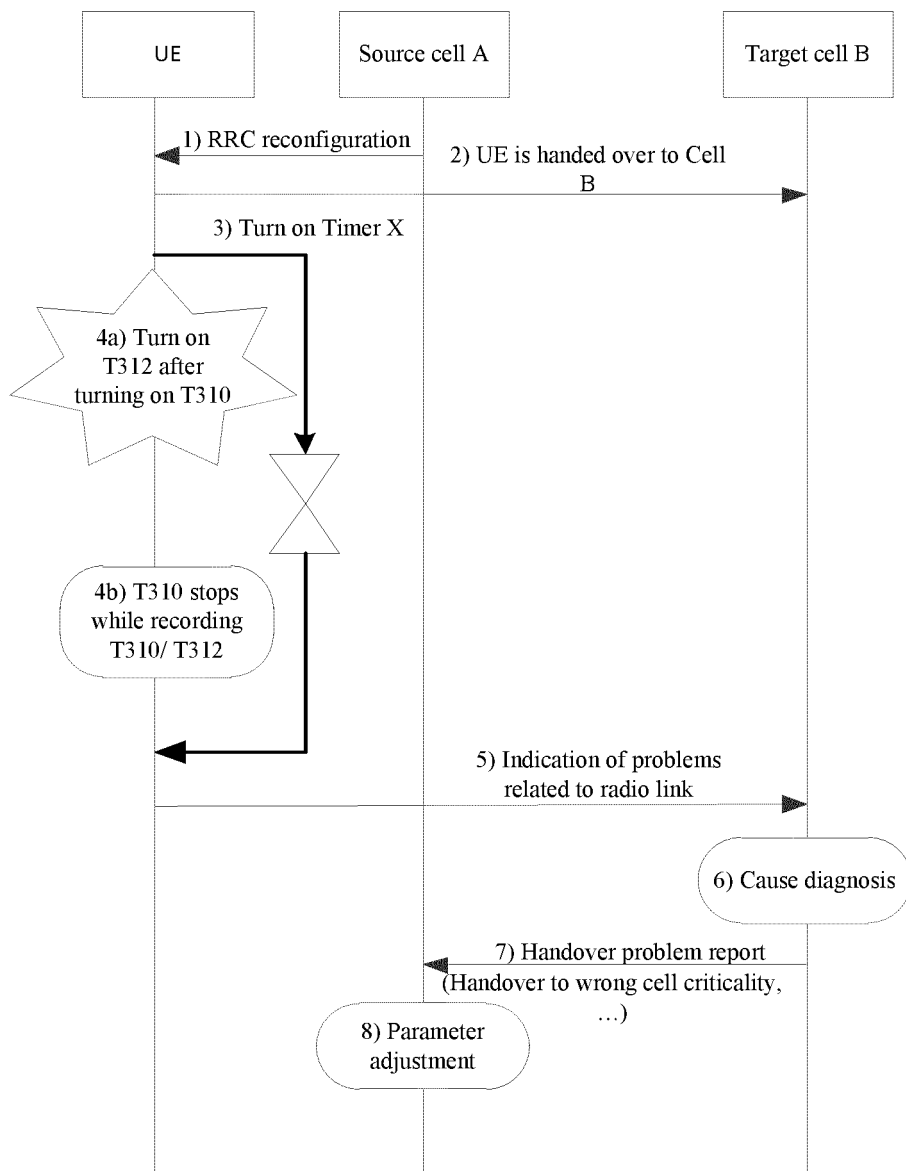 UE
Source cell A
Target cell B
1) RRC reconfiguration
2) UE is handed over to Cell
B
3) Turn on Timer X
4a) Turn on
T312 after
turning on T310
4b) T310 stops
while recording
T310/ T312
5) Indication of problems
related to radio link
6) Cause diagnosis
7) Handover problem report
(Handover to wrong cell criticality,
…)
8) Parameter
adjustment